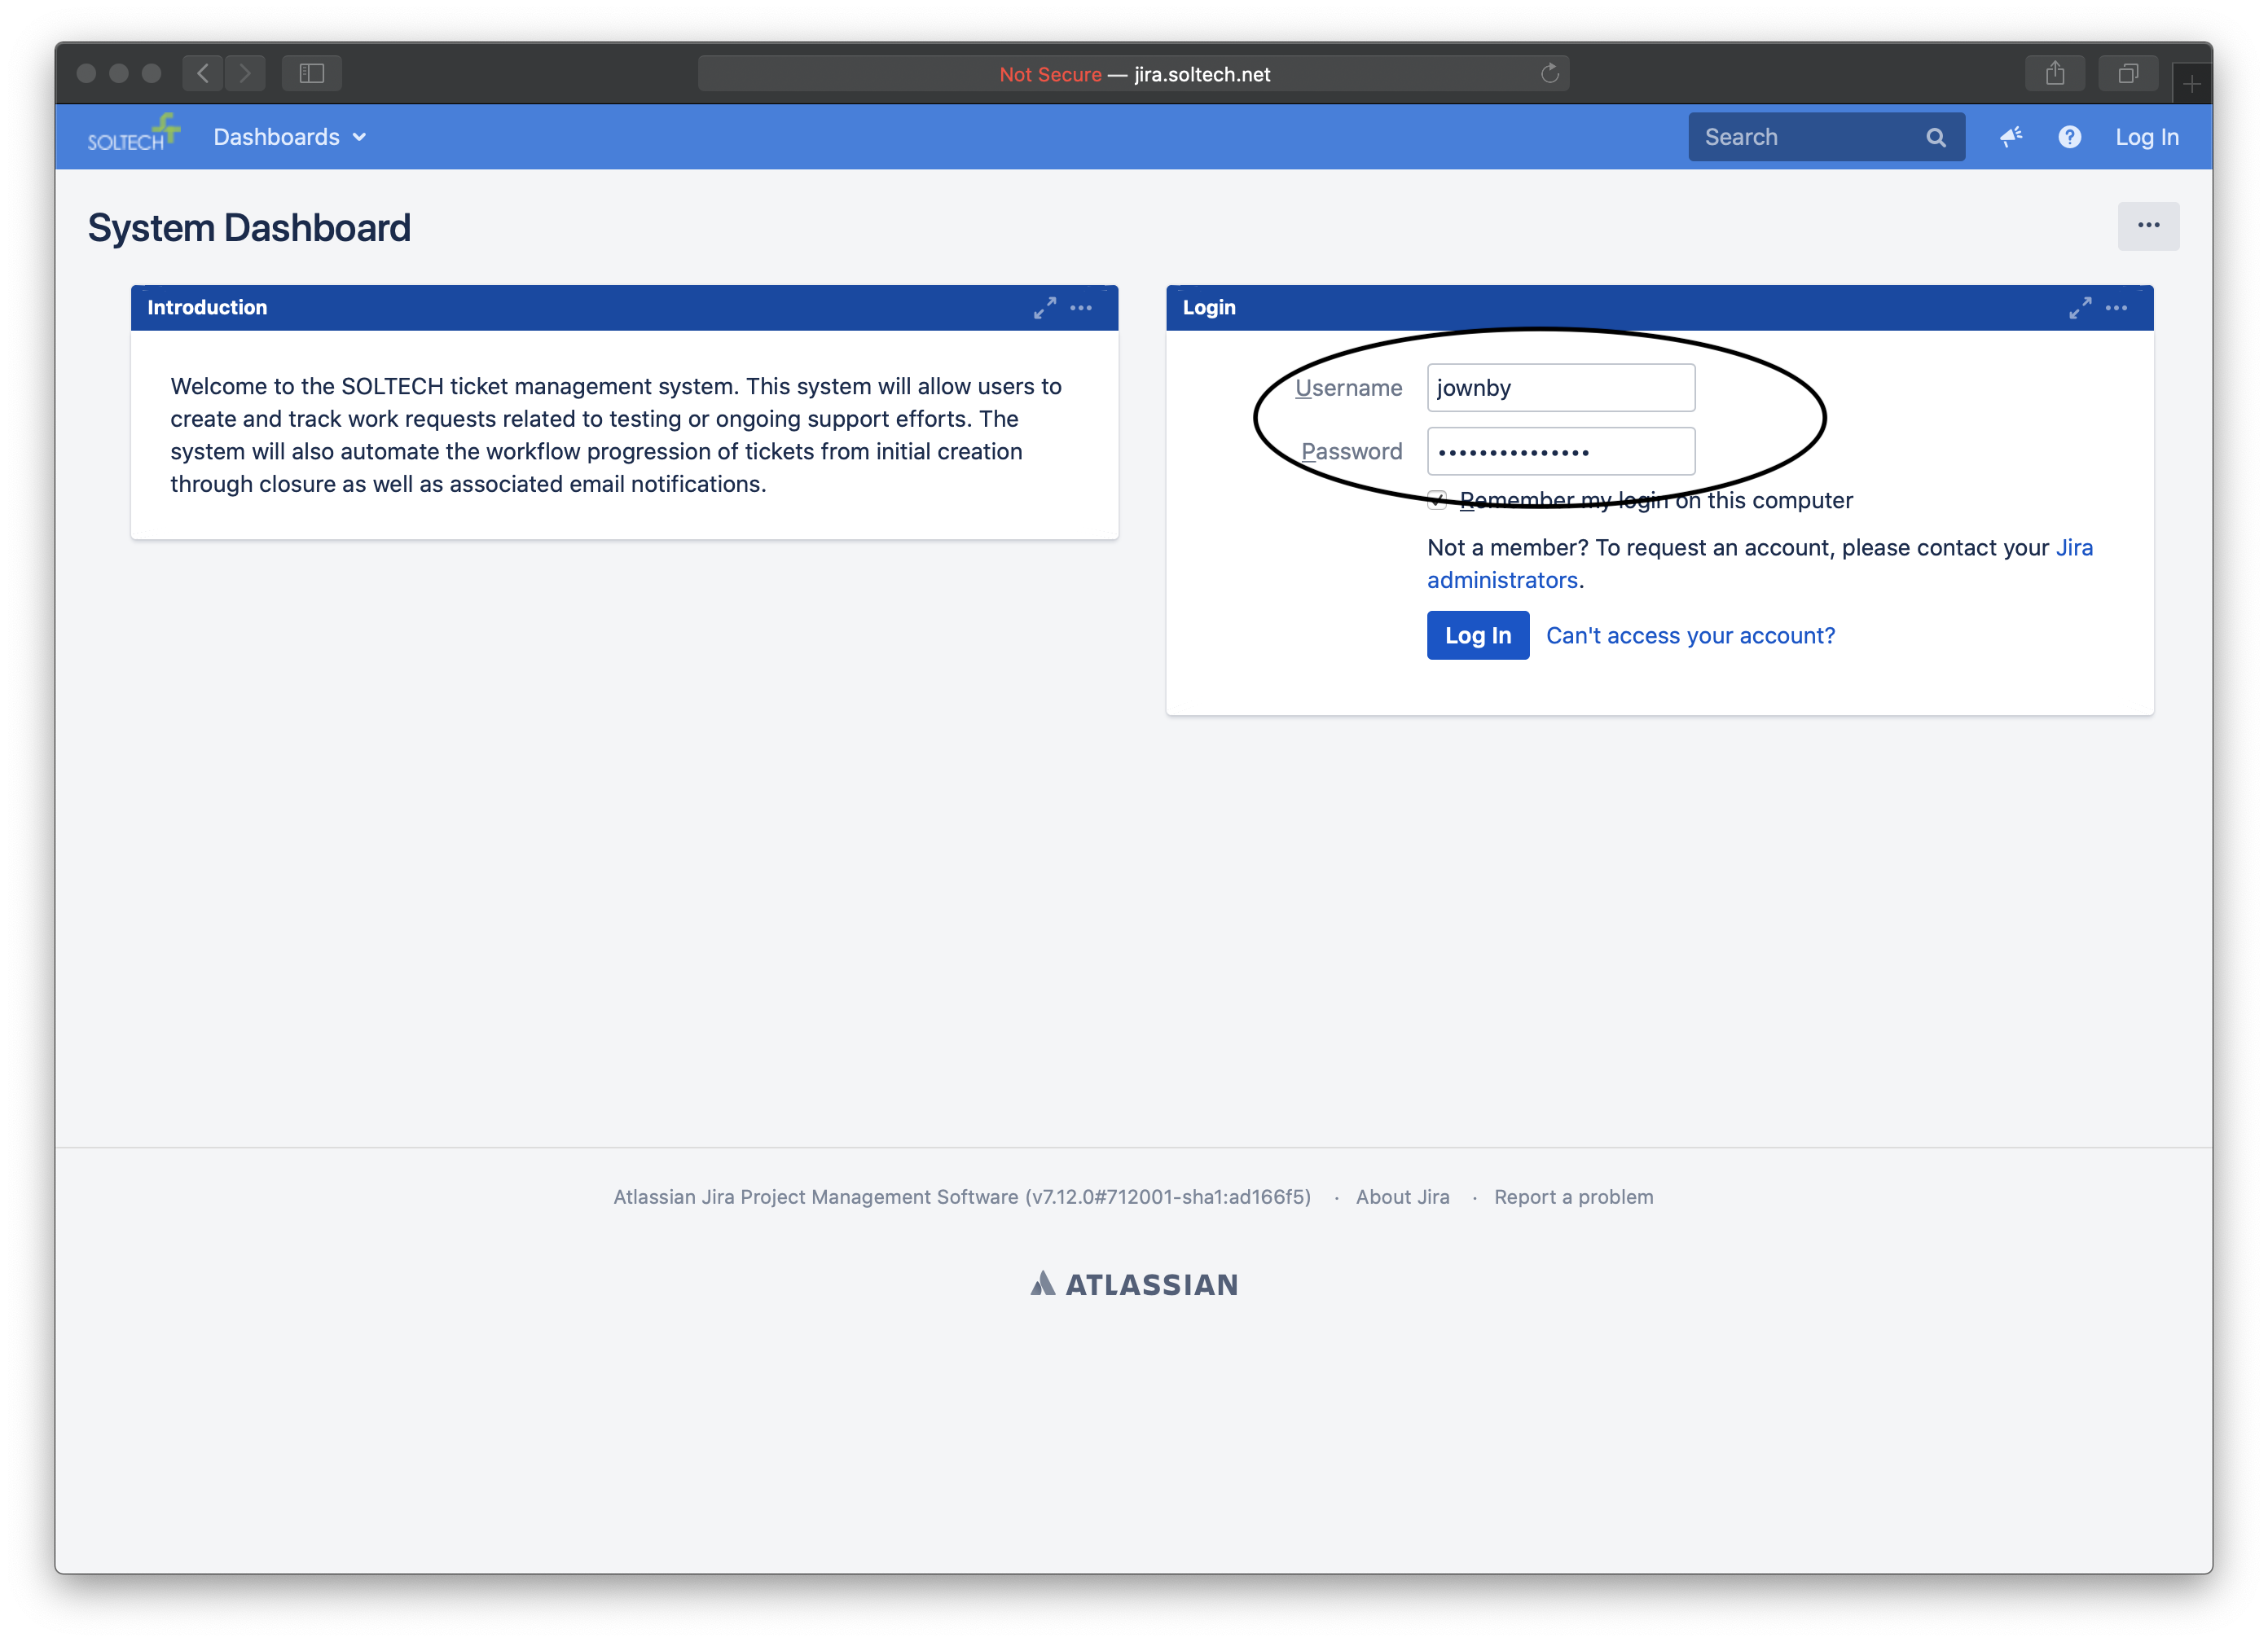 Not Secure — jira.soltech.net
SOLTECH Dashboards Search Log In
System Dashboard
Introduction
Welcome to the SOLTECH ticket management system. This system will allow users to
create and track work requests related to testing or ongoing support efforts. The
system will also automate the workflow progression of tickets from initial creation
through closure as well as associated email notifications.
Login
Username jownby
Password •••••••••••••••
Remember my login on this computer
Not a member? To request an account, please contact your Jira
administrators.
Log In Can't access your account?
Atlassian Jira Project Management Software (v7.12.0#712001-sha1:ad166f5) · About Jira · Report a problem
ATLASSIAN